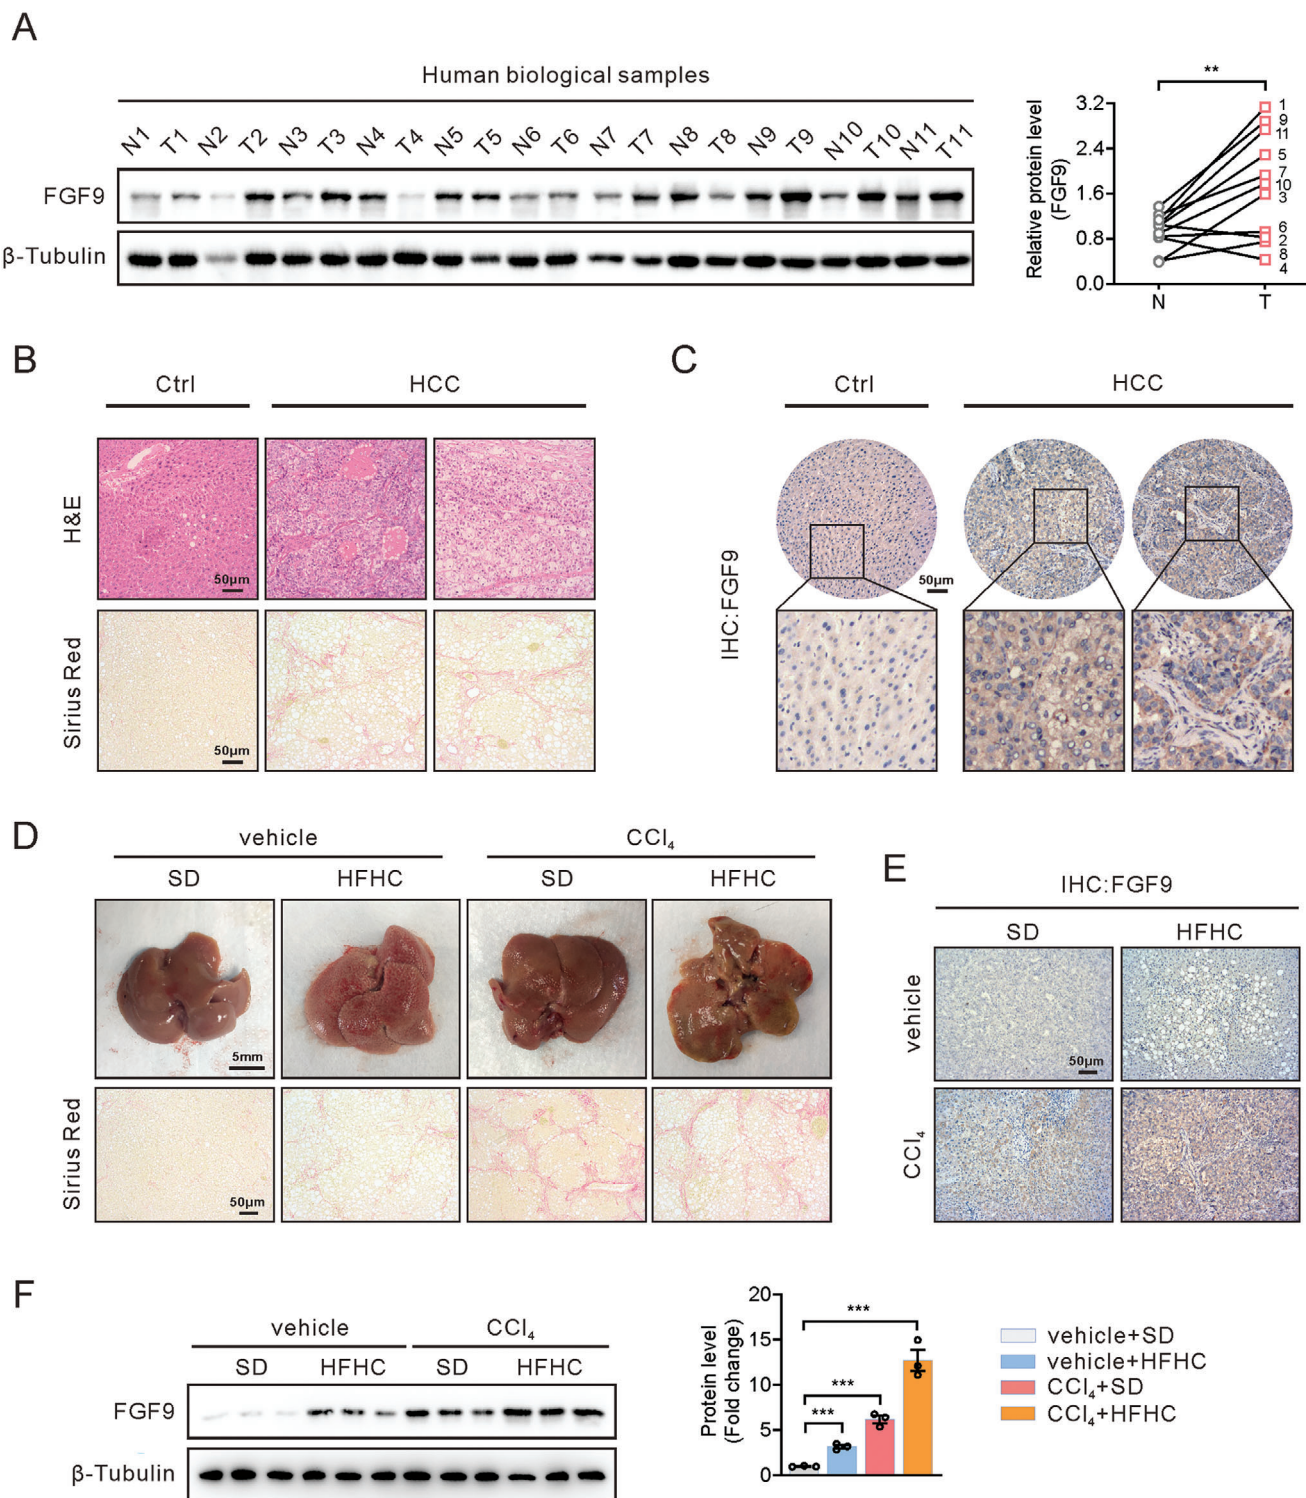 A
Human biological samples
N1 T1 N2 T2 N3 T3 N4 T4 N5 T5 N6 T6 N7 T7 N8 T8 N9 T9 N10 T10 N11 T11
FGF9
β-Tubulin
**
Relative protein level
(FGF9)
3.2
2.4
1.6
0.8
0.0
N T
1
9
11
5
7
10
3
6
2
8
4
B
Ctrl HCC
H&E
50μm
Sirius Red
50μm
C
Ctrl HCC
IHC:FGF9
50μm
D
vehicle CCl₄
SD HFHC SD HFHC
5mm
Sirius Red
50μm
E
IHC:FGF9
SD HFHC
vehicle
50μm
CCl₄
F
vehicle CCl₄
SD HFHC SD HFHC
FGF9
β-Tubulin
Protein level
(Fold change)
20
15
10
5
0
***
***
***
vehicle+SD
vehicle+HFHC
CCl₄+SD
CCl₄+HFHC